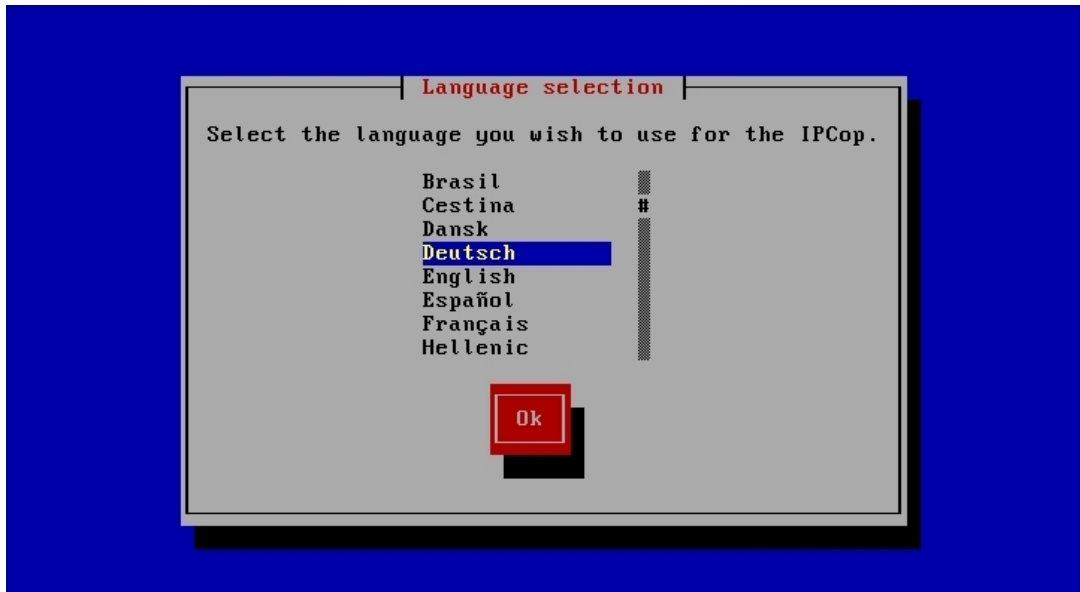 Language selection
Select the language you wish to use for the IPCop.
Brasil
Cestina #
Dansk
Deutsch
English
Español
Français
Hellenic
Ok